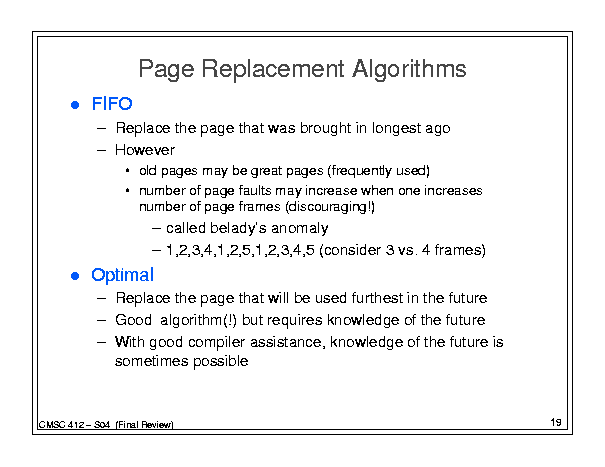 Page Replacement Algorithms
● FIFO
– Replace the page that was brought in longest ago
– However
• old pages may be great pages (frequently used)
• number of page faults may increase when one increases
number of page frames (discouraging!)
– called belady's anomaly
– 1,2,3,4,1,2,5,1,2,3,4,5 (consider 3 vs. 4 frames)
● Optimal
– Replace the page that will be used furthest in the future
– Good algorithm(!) but requires knowledge of the future
– With good compiler assistance, knowledge of the future is
sometimes possible
CMSC 412 – S04 (Final Review)
19